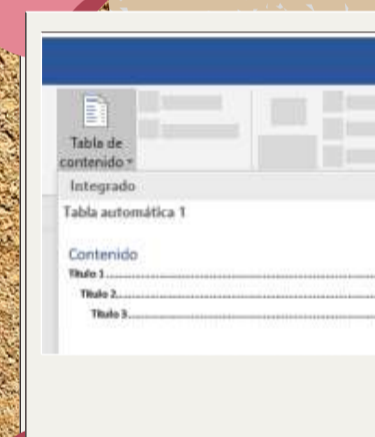 Tabla de
contenido
Integrado
Tabla automática 1
Contenido
Título 1
Título 2
Título 3